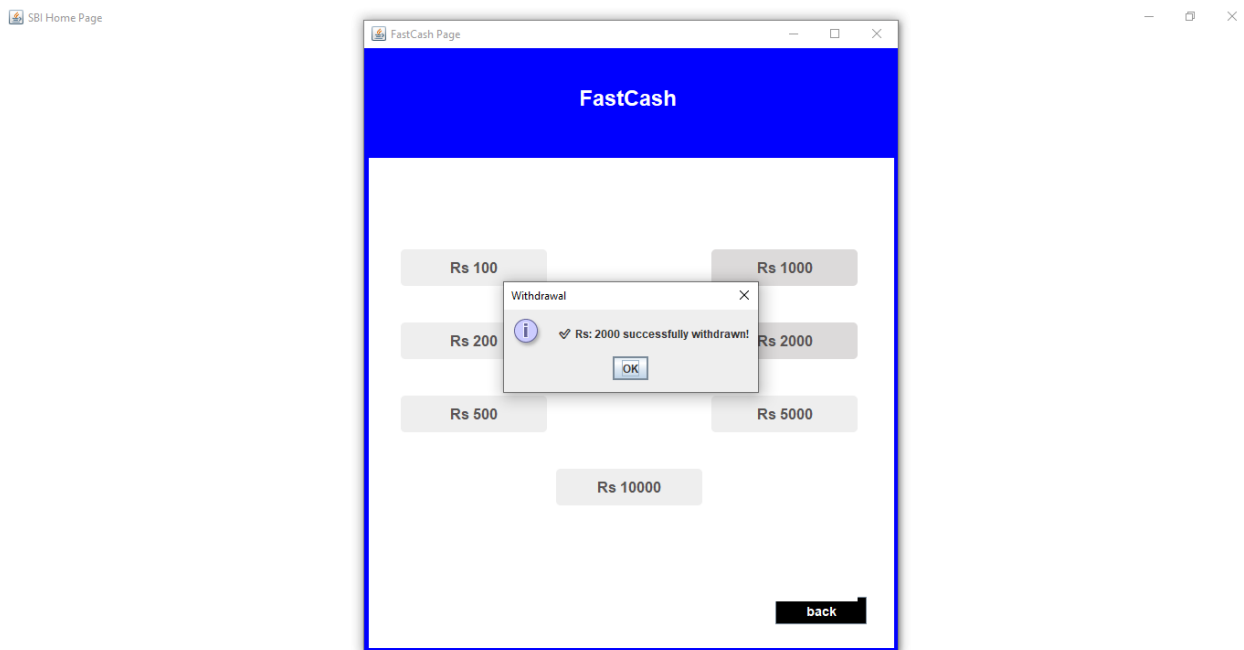 SBI Home Page
FastCash Page
FastCash
Rs 100
Rs 1000
Withdrawal
✔ Rs: 2000 successfully withdrawn!
OK
Rs 200
Rs 2000
Rs 500
Rs 5000
Rs 10000
back